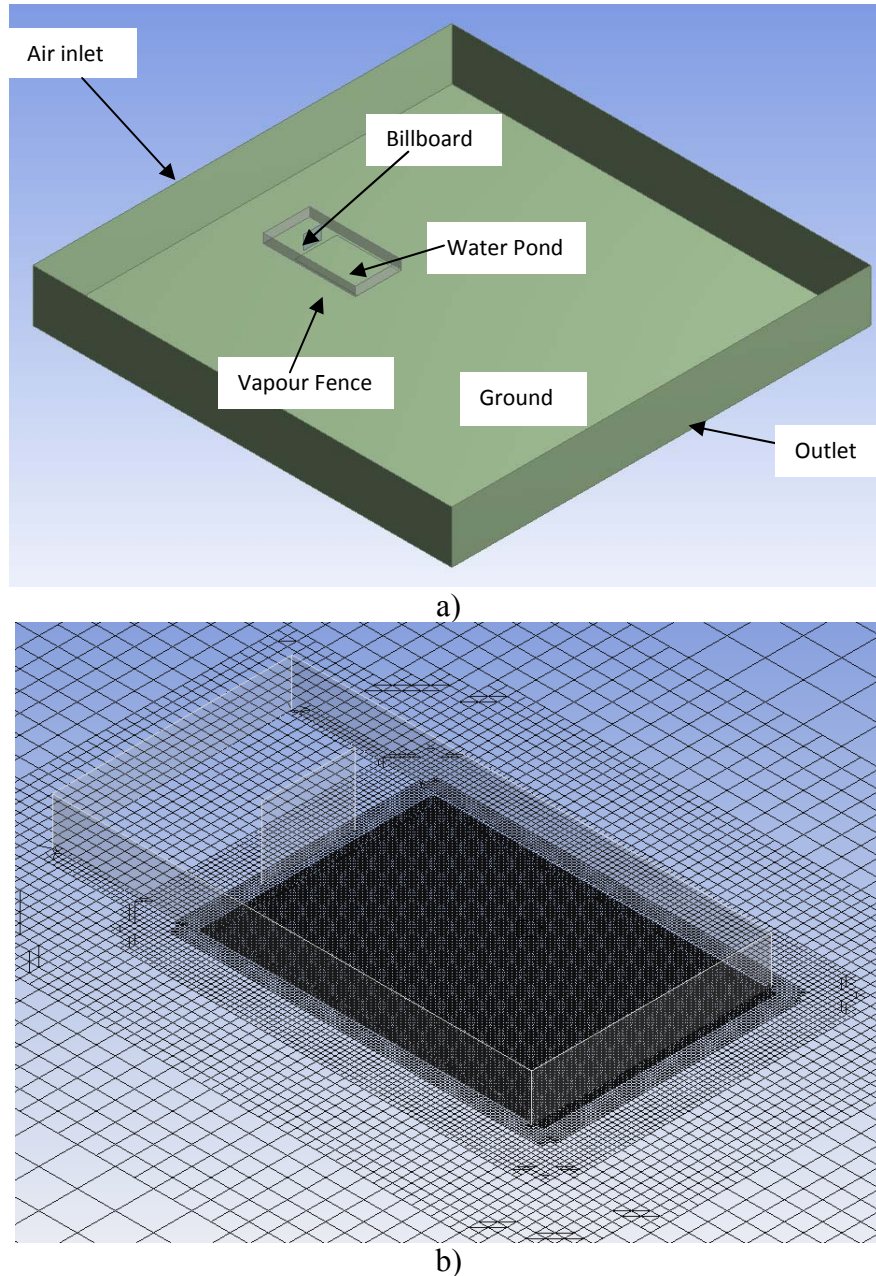 Air inlet
Billboard
Water Pond
Vapour Fence
Ground
Outlet
a)
b)